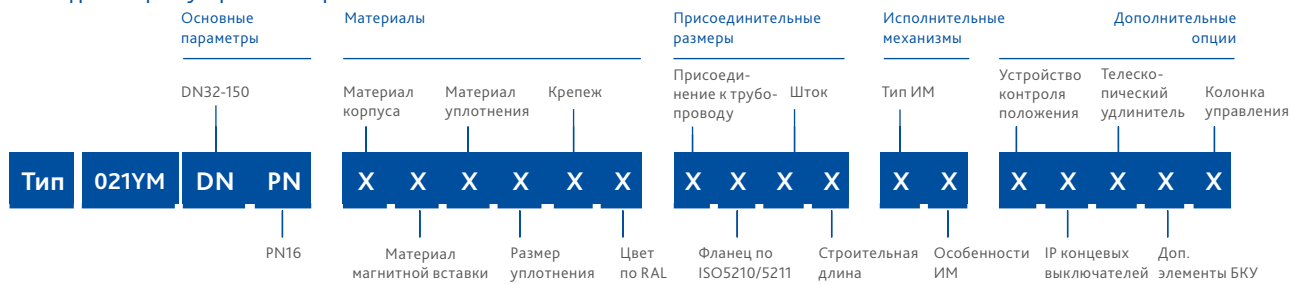 Основные
параметры
Материалы
Присоединительные
размеры
Исполнительные
механизмы
Дополнительные
опции
DN32-150
Материал
корпуса
Материал
уплотнения
Крепеж
Присоеди-
нение к трубо-
проводу
Шток
Тип ИМ
Устройство
контроля
положения
Телеско-
пический
удлинитель
Колонка
управления
Тип 021YM DN PN X X X X X X X X X X X X X X X X X
PN16
Материал
магнитной вставки
Размер
уплотнения
Цвет
по RAL
Фланец по
ISO5210/5211
Строительная
длина
Особенности
ИМ
IP концевых
выключателей
Доп.
элементы БКУ